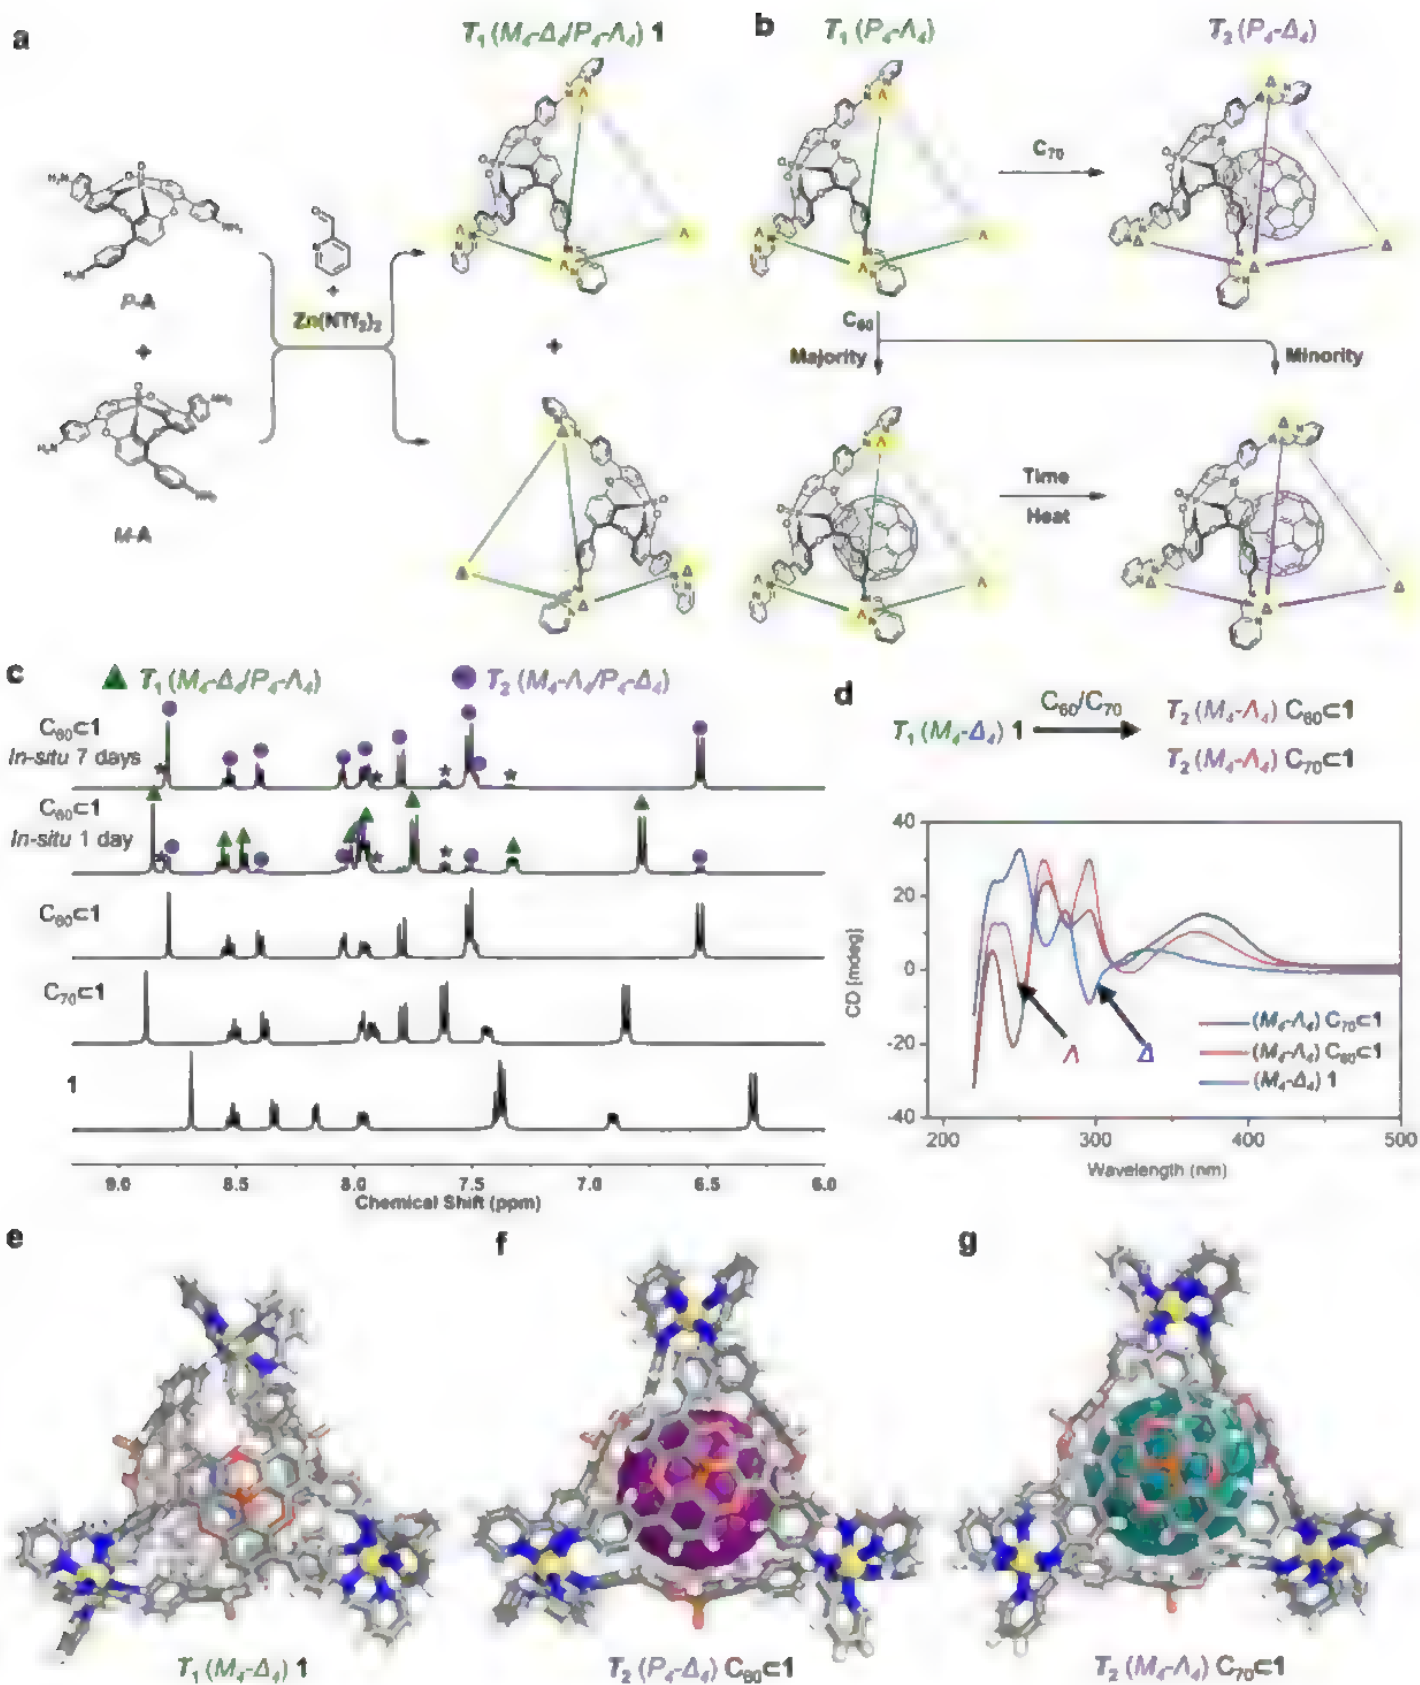 a
T₁ (M₄-Δ₄/P₄-Λ₄) 1
b
T₁ (P₄-Λ₄)
T₂ (P₄-Δ₄)
H₂N
NH₂
H₂N
P-A
+
M-A
H₂N
NH₂
NH₂
+
Zn(NTf₂)₂
+
C₇₀
C₆₀
Majority
Minority
Time
Heat
c
T₁ (M₄-Δ₄/P₄-Λ₄)
T₂ (M₄-Λ₄/P₄-Δ₄)
C₆₀⊂1
In-situ 7 days
C₆₀⊂1
In-situ 1 day
C₆₀⊂1
C₇₀⊂1
1
9.0 8.5 8.0 7.5 7.0 6.5 6.0
Chemical Shift (ppm)
d
T₁ (M₄-Δ₄) 1
C₆₀/C₇₀
T₂ (M₄-Λ₄) C₆₀⊂1
T₂ (M₄-Λ₄) C₇₀⊂1
CD [mdeg]
40
20
0
-20
-40
Λ
Δ
(M₄-Λ₄) C₇₀⊂1
(M₄-Λ₄) C₆₀⊂1
(M₄-Δ₄) 1
200 300 400 500
Wavelength (nm)
e
f
g
T₁ (M₄-Δ₄) 1
T₂ (P₄-Δ₄) C₆₀⊂1
T₂ (M₄-Λ₄) C₇₀⊂1